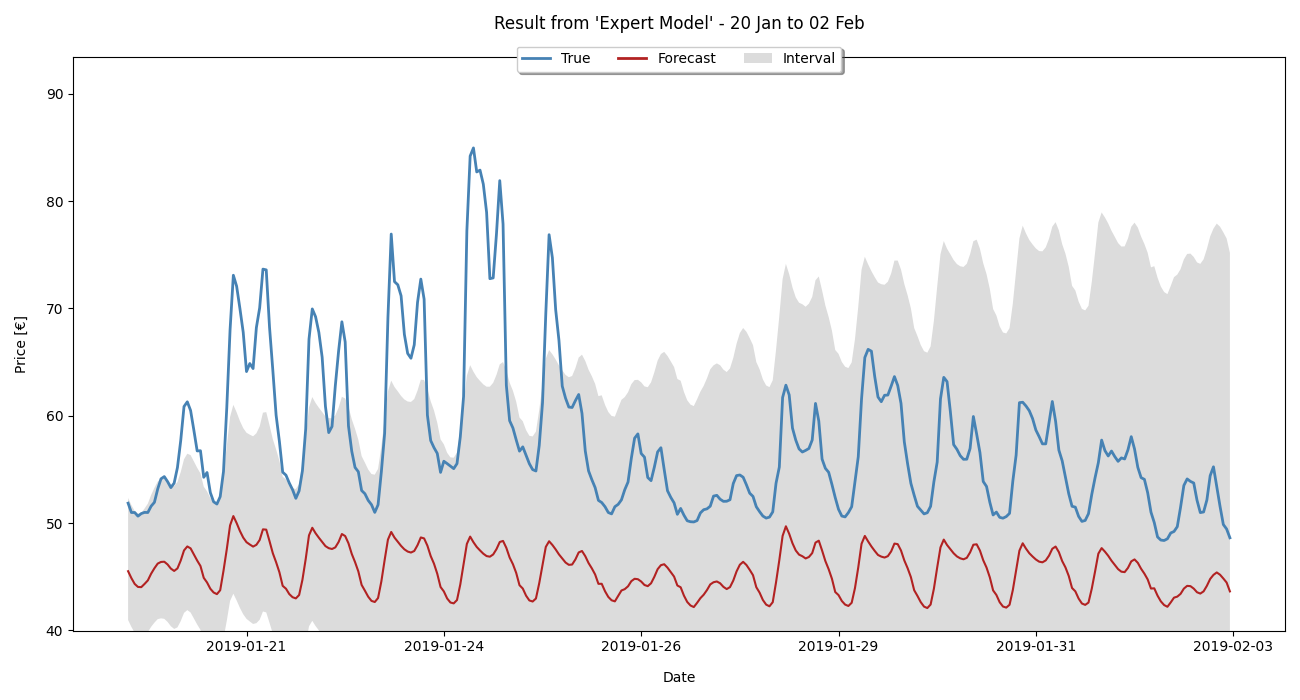 Result from 'Expert Model' - 20 Jan to 02 Feb
True Forecast Interval
90
80
70
60
50
40
Price [€]
2019-01-21 2019-01-24 2019-01-26 2019-01-29 2019-01-31 2019-02-03
Date